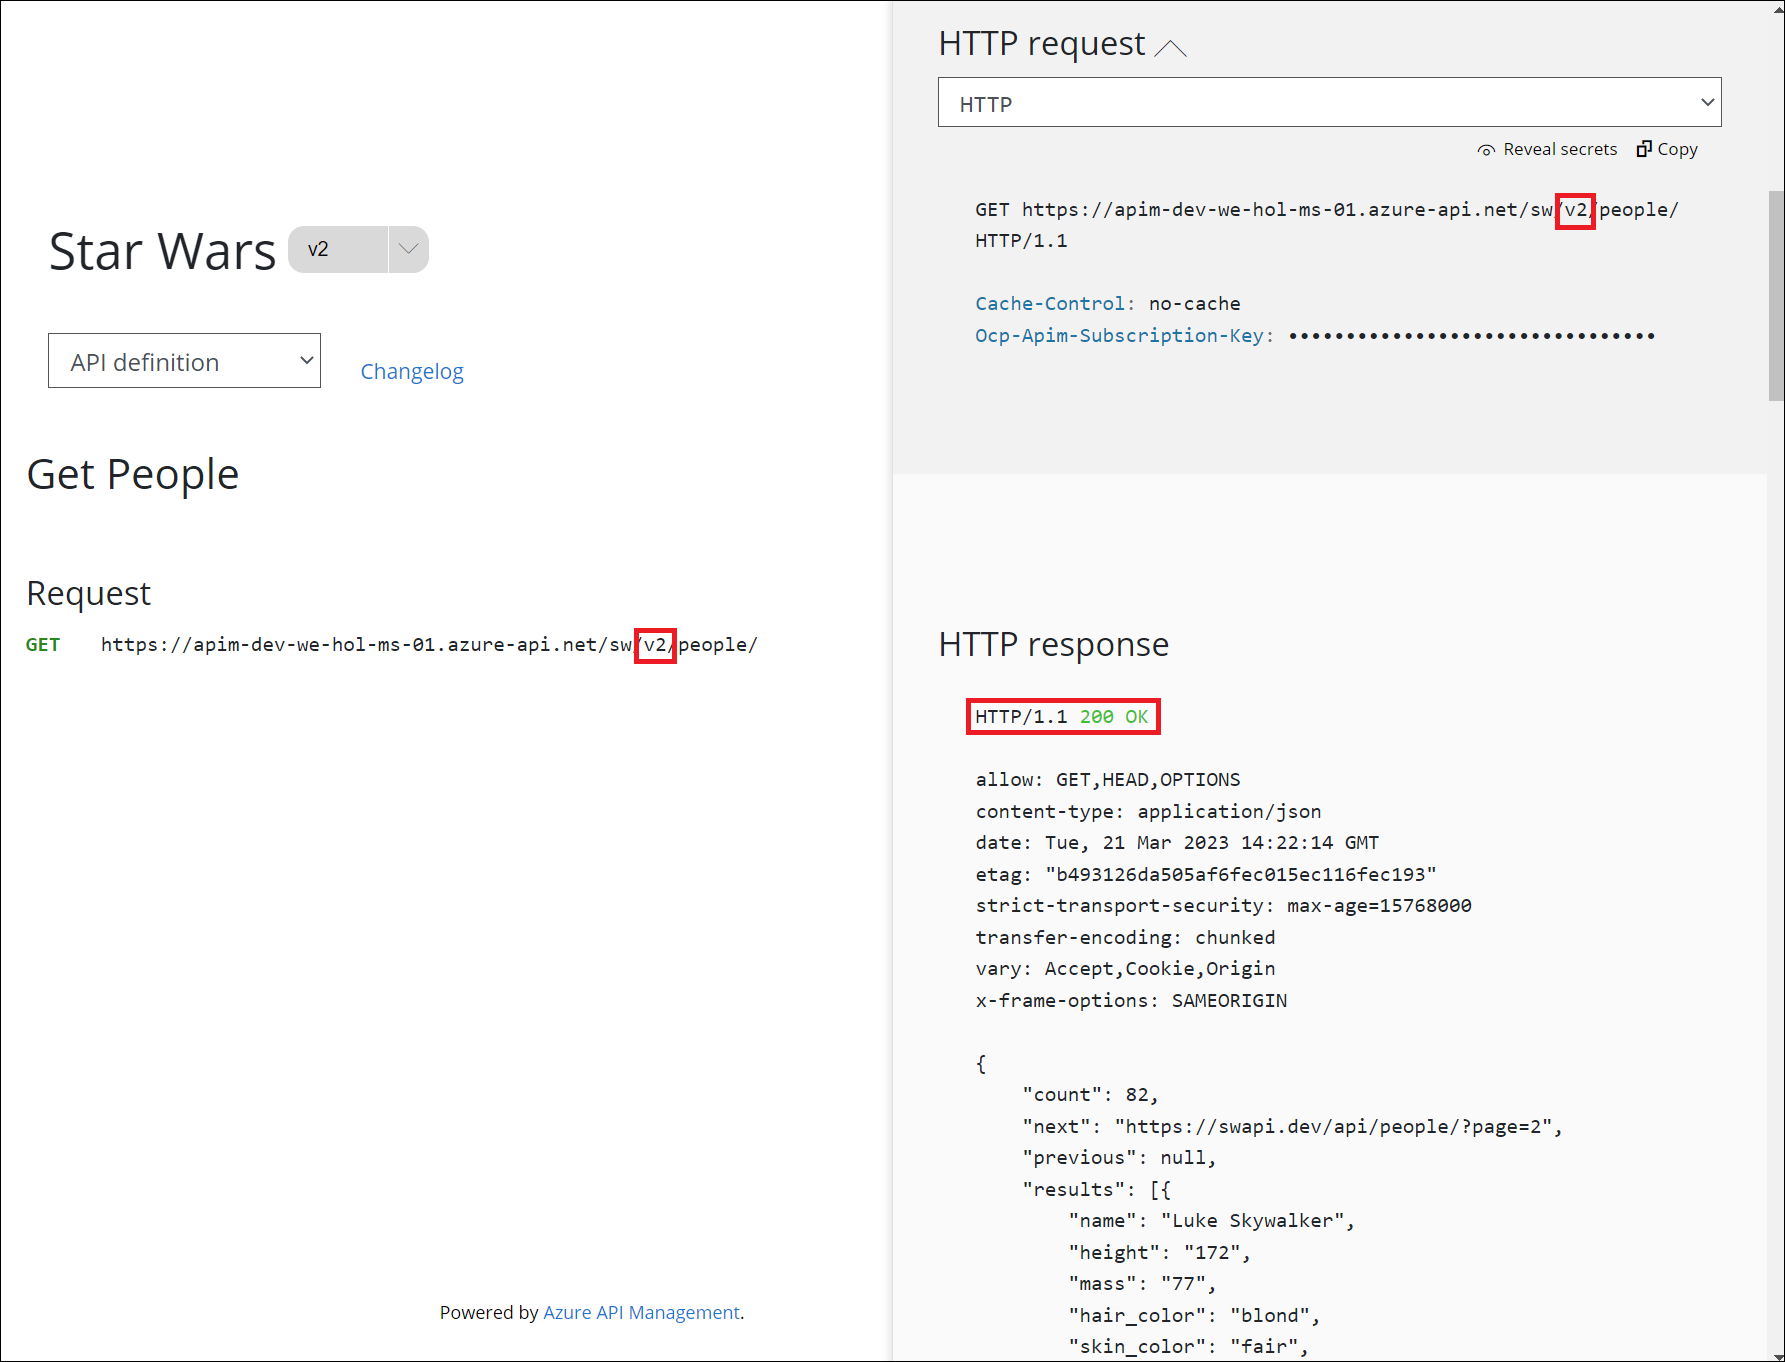 Star Wars v2
API definition
Changelog
Get People
Request
GET https://apim-dev-we-hol-ms-01.azure-api.net/sw/v2/people/
Powered by Azure API Management.
HTTP request
HTTP
Reveal secrets Copy
GET https://apim-dev-we-hol-ms-01.azure-api.net/sw/v2/people/
HTTP/1.1
Cache-Control: no-cache
Ocp-Apim-Subscription-Key: ••••••••••••••••••••••••••••••••
HTTP response
HTTP/1.1 200 OK
allow: GET,HEAD,OPTIONS
content-type: application/json
date: Tue, 21 Mar 2023 14:22:14 GMT
etag: "b493126da505af6fec015ec116fec193"
strict-transport-security: max-age=15768000
transfer-encoding: chunked
vary: Accept,Cookie,Origin
x-frame-options: SAMEORIGIN
{
"count": 82,
"next": "https://swapi.dev/api/people/?page=2",
"previous": null,
"results": [{
"name": "Luke Skywalker",
"height": "172",
"mass": "77",
"hair_color": "blond",
"skin_color": "fair",